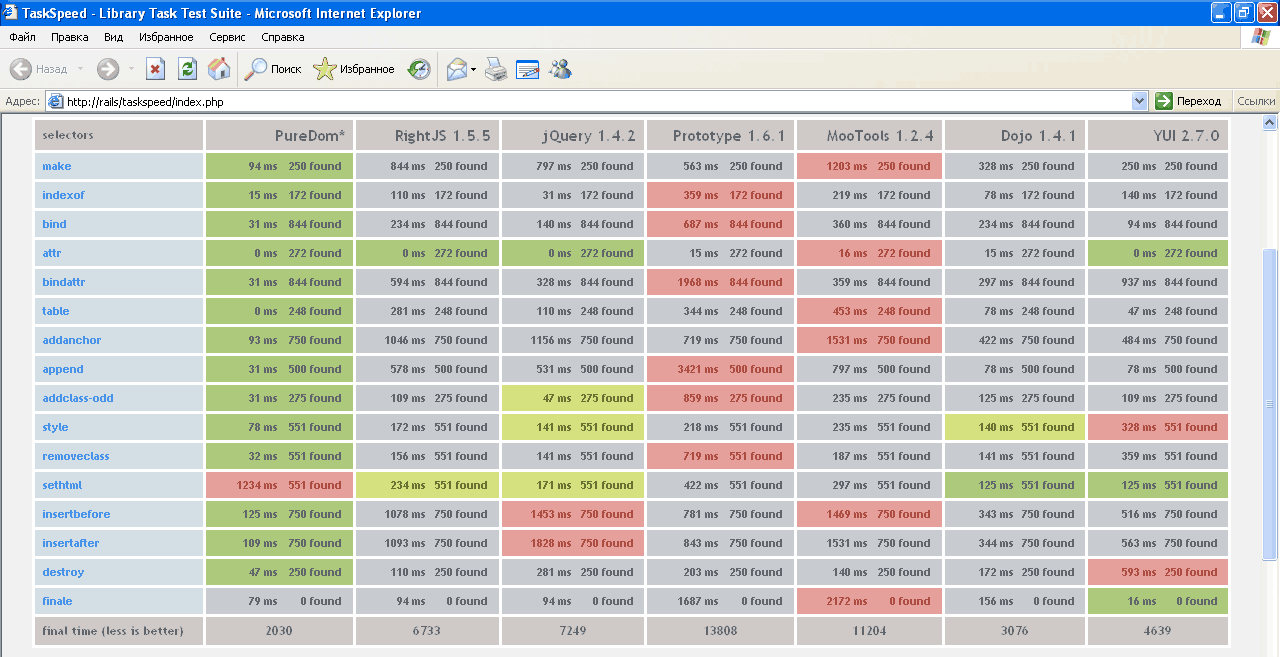 TaskSpeed - Library Task Test Suite - Microsoft Internet Explorer
Файл Правка Вид Избранное Сервис Справка
Назад Поиск Избранное
Адрес: http://rails/taskspeed/index.php Переход Ссылки
selectors PureDom* RightJS 1.5.5 jQuery 1.4.2 Prototype 1.6.1 MooTools 1.2.4 Dojo 1.4.1 YUI 2.7.0
make 94 ms 250 found 844 ms 250 found 797 ms 250 found 563 ms 250 found 1203 ms 250 found 328 ms 250 found 250 ms 250 found
indexof 15 ms 172 found 110 ms 172 found 31 ms 172 found 359 ms 172 found 219 ms 172 found 78 ms 172 found 140 ms 172 found
bind 31 ms 844 found 234 ms 844 found 140 ms 844 found 687 ms 844 found 360 ms 844 found 234 ms 844 found 94 ms 844 found
attr 0 ms 272 found 0 ms 272 found 0 ms 272 found 15 ms 272 found 16 ms 272 found 15 ms 272 found 0 ms 272 found
bindattr 31 ms 844 found 594 ms 844 found 328 ms 844 found 1968 ms 844 found 359 ms 844 found 297 ms 844 found 937 ms 844 found
table 0 ms 248 found 281 ms 248 found 110 ms 248 found 344 ms 248 found 453 ms 248 found 78 ms 248 found 47 ms 248 found
addanchor 93 ms 750 found 1046 ms 750 found 1156 ms 750 found 719 ms 750 found 1531 ms 750 found 422 ms 750 found 484 ms 750 found
append 31 ms 500 found 578 ms 500 found 531 ms 500 found 3421 ms 500 found 797 ms 500 found 78 ms 500 found 78 ms 500 found
addclass-odd 31 ms 275 found 109 ms 275 found 47 ms 275 found 859 ms 275 found 235 ms 275 found 125 ms 275 found 109 ms 275 found
style 78 ms 551 found 172 ms 551 found 141 ms 551 found 218 ms 551 found 235 ms 551 found 140 ms 551 found 328 ms 551 found
removeclass 32 ms 551 found 156 ms 551 found 141 ms 551 found 719 ms 551 found 187 ms 551 found 141 ms 551 found 359 ms 551 found
sethtml 1234 ms 551 found 234 ms 551 found 171 ms 551 found 422 ms 551 found 297 ms 551 found 125 ms 551 found 125 ms 551 found
insertbefore 125 ms 750 found 1078 ms 750 found 1453 ms 750 found 781 ms 750 found 1469 ms 750 found 343 ms 750 found 516 ms 750 found
insertafter 109 ms 750 found 1093 ms 750 found 1828 ms 750 found 843 ms 750 found 1531 ms 750 found 344 ms 750 found 563 ms 750 found
destroy 47 ms 250 found 110 ms 250 found 281 ms 250 found 203 ms 250 found 140 ms 250 found 172 ms 250 found 593 ms 250 found
finale 79 ms 0 found 94 ms 0 found 94 ms 0 found 1687 ms 0 found 2172 ms 0 found 156 ms 0 found 16 ms 0 found
final time (less is better) 2030 6733 7249 13808 11204 3076 4639